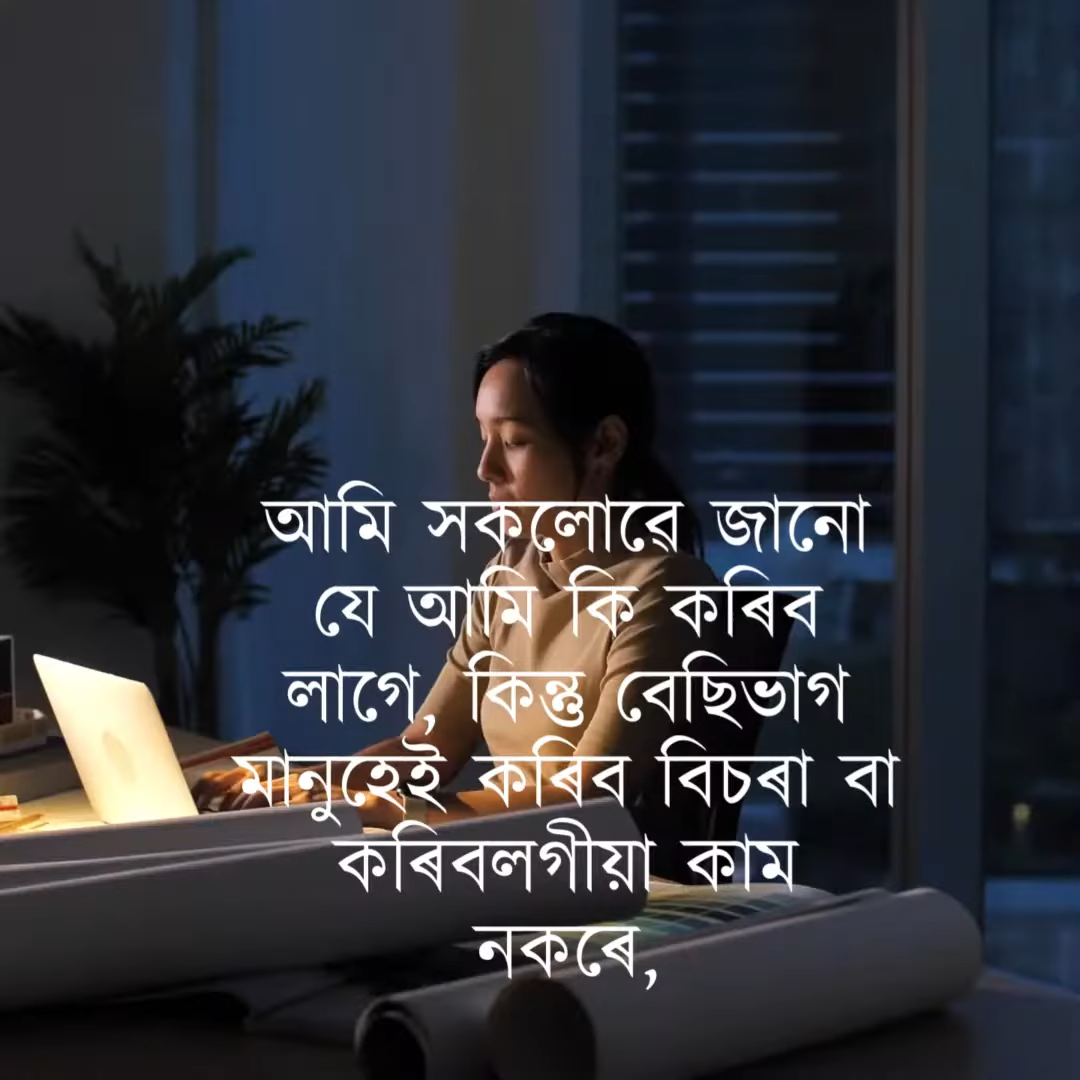 আমি সকলোৱে জানো
যে আমি কি কৰিব
লাগে, কিন্তু বেছিভাগ
মানুহেই কৰিব বিচৰা বা
কৰিবলগীয়া কাম
নকৰে,